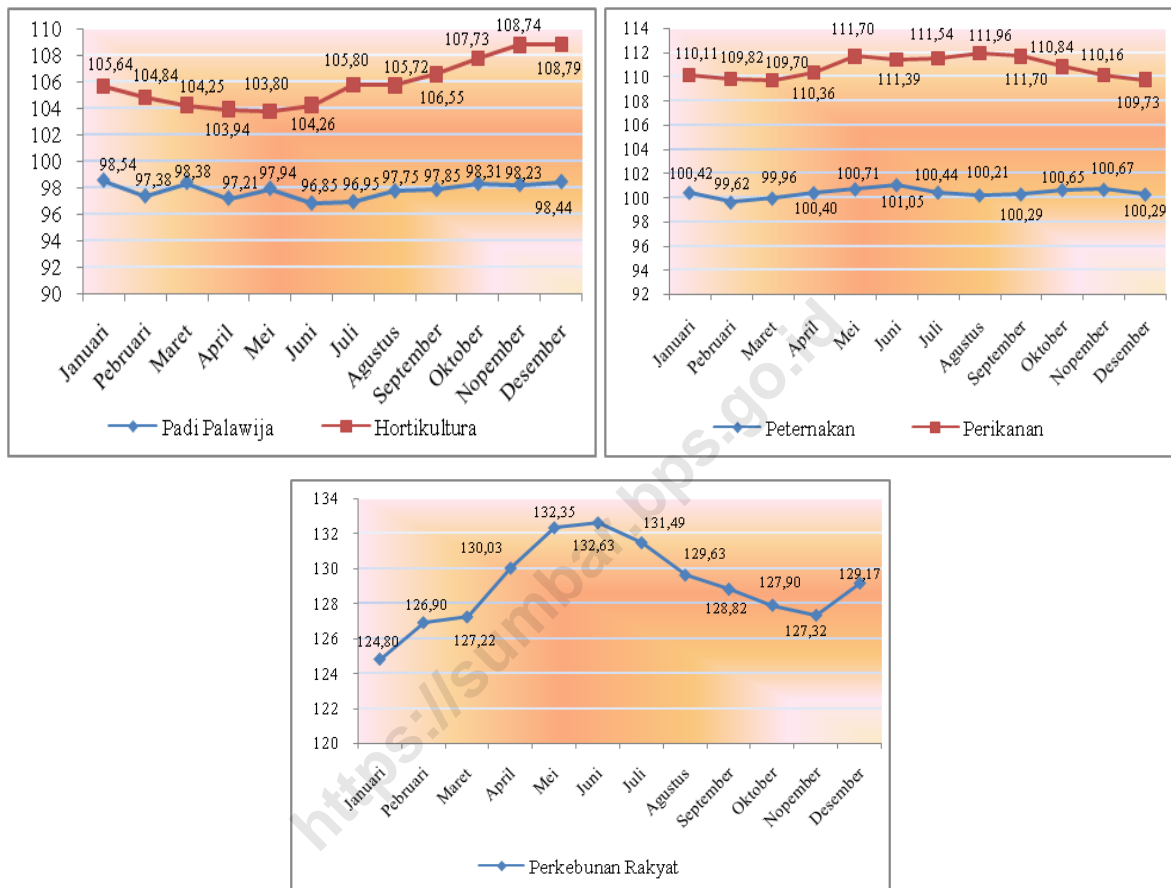 110
108
106
104
102
100
98
96
94
92
90
105,64
104,84
104,25
103,94
103,80
104,26
105,80
105,72
106,55
107,73
108,74
108,79
98,54
97,38
98,38
97,21
97,94
96,85
96,95
97,75
97,85
98,31
98,23
98,44
Januari
Pebruari
Maret
April
Mei
Juni
Juli
Agustus
September
Oktober
Nopember
Desember
Padi Palawija
Hortikultura
114
112
110
108
106
104
102
100
98
96
94
92
110,11
109,82
109,70
110,36
111,70
111,39
111,54
111,96
111,70
110,84
110,16
109,73
100,42
99,62
99,96
100,40
100,71
101,05
100,44
100,21
100,29
100,65
100,67
100,29
Januari
Pebruari
Maret
April
Mei
Juni
Juli
Agustus
September
Oktober
Nopember
Desember
Peternakan
Perikanan
134
132
130
128
126
124
122
120
124,80
126,90
127,22
130,03
132,35
132,63
131,49
129,63
128,82
127,90
127,32
129,17
Januari
Pebruari
Maret
April
Mei
Juni
Juli
Agustus
September
Oktober
Nopember
Desember
Perkebunan Rakyat
https://sumbar.bps.go.id